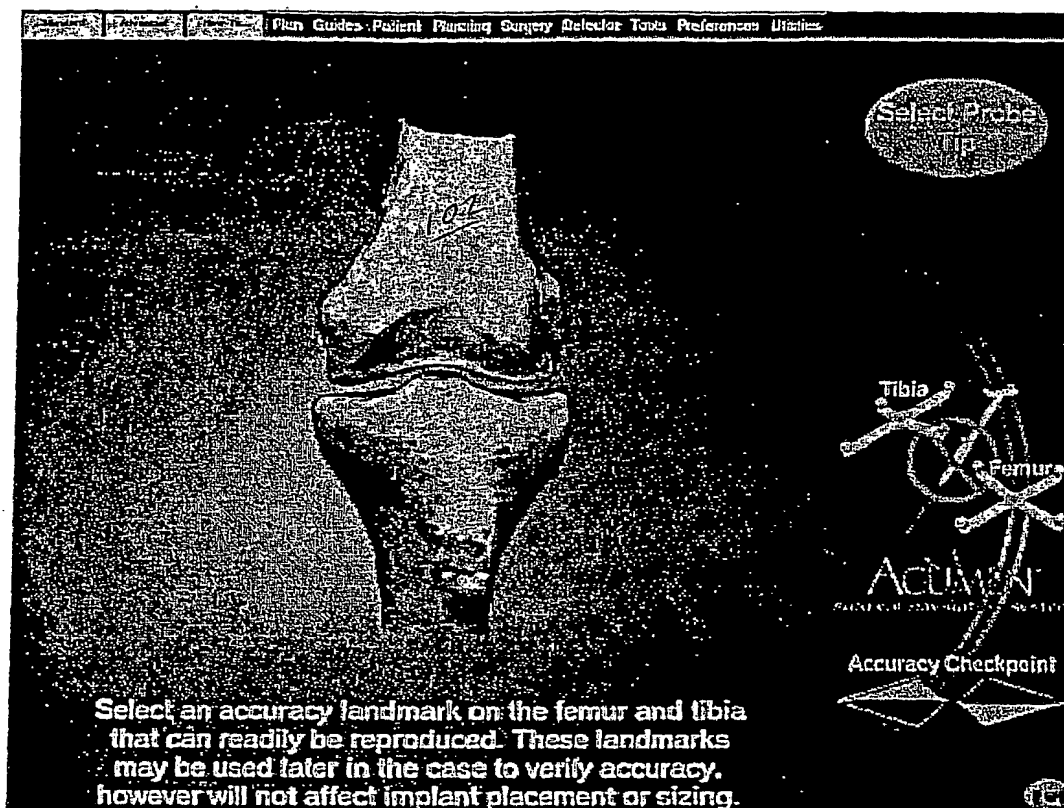 Plan Guides Patient Planning Surgery Detector Tools Preferences Utilities
Select Probe
Tip
102
Tibia
Femur
ACUMEN
Accuracy Checkpoint
Select an accuracy landmark on the femur and tibia
that can readily be reproduced. These landmarks
may be used later in the case to verify accuracy,
however will not affect implant placement or sizing.